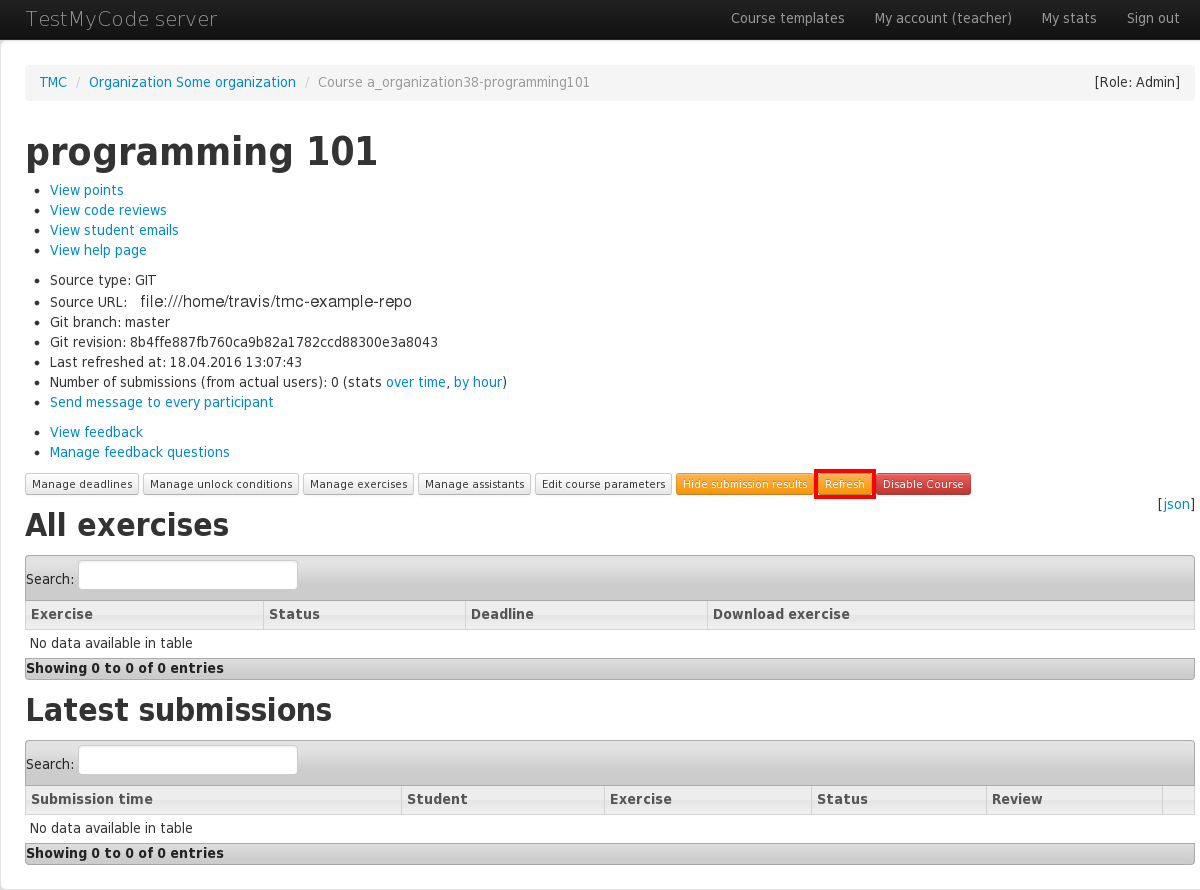 TestMyCode server Course templates My account (teacher) My stats Sign out
TMC / Organization Some organization / Course a_organization38-programming101 [Role: Admin]
programming 101
View points
View code reviews
View student emails
View help page
Source type: GIT
Source URL: file:///home/travis/tmc-example-repo
Git branch: master
Git revision: 8b4ffe887fb760ca9b82a1782ccd88300e3a8043
Last refreshed at: 18.04.2016 13:07:43
Number of submissions (from actual users): 0 (stats over time, by hour)
Send message to every participant
View feedback
Manage feedback questions
Manage deadlines Manage unlock conditions Manage exercises Manage assistants Edit course parameters Hide submission results Refresh Disable Course
[json]
All exercises
Search:
Exercise Status Deadline Download exercise
No data available in table
Showing 0 to 0 of 0 entries
Latest submissions
Search:
Submission time Student Exercise Status Review
No data available in table
Showing 0 to 0 of 0 entries